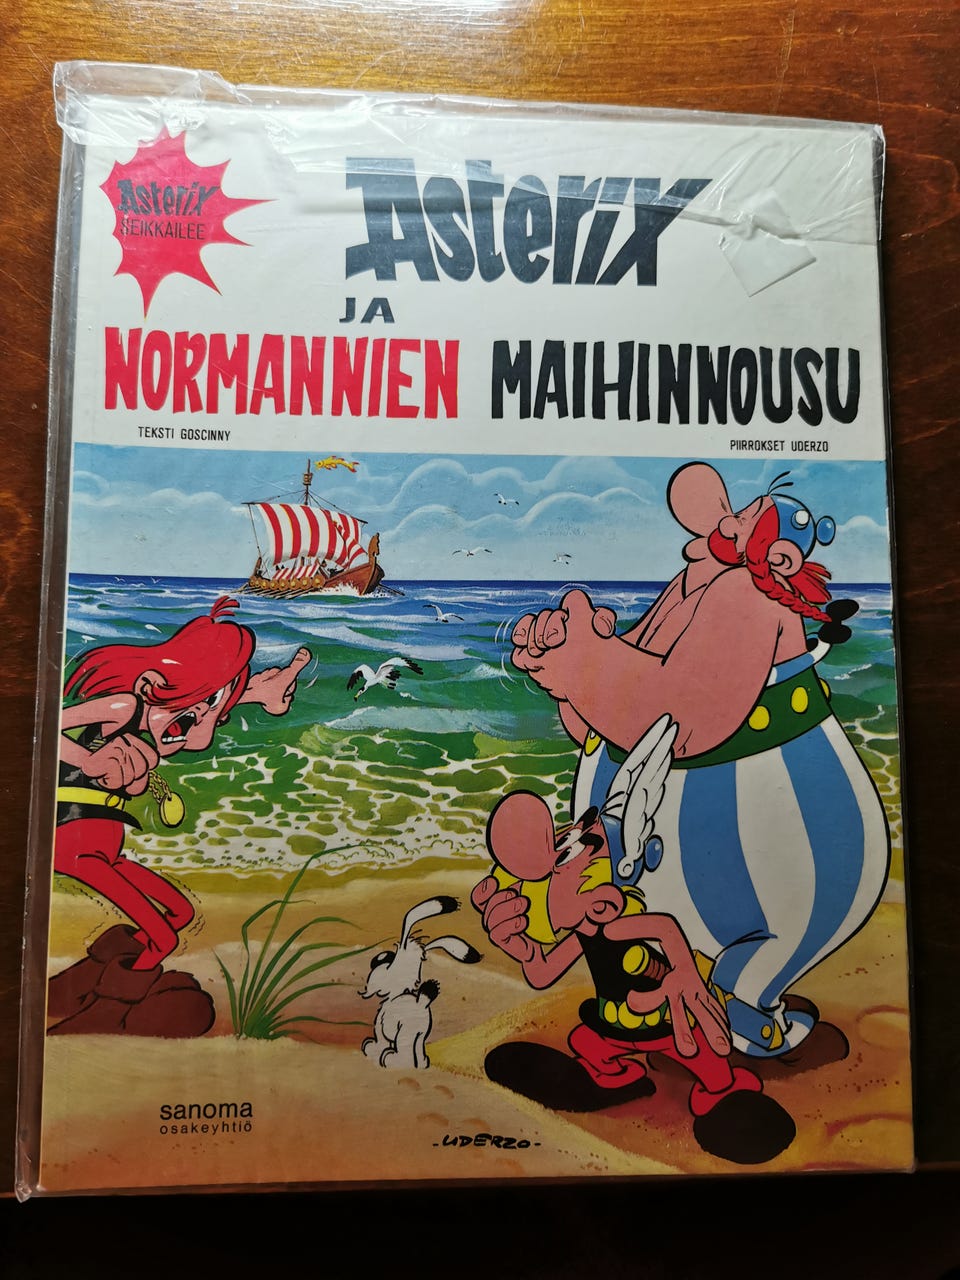 Asterix
SEIKKAILEE
Asterix
JA
NORMANNIEN MAIHINNOUSU
TEKSTI GOSCINNY
PIIRROKSET UDERZO
sanoma
osakeyhtiö
-UDERZO-